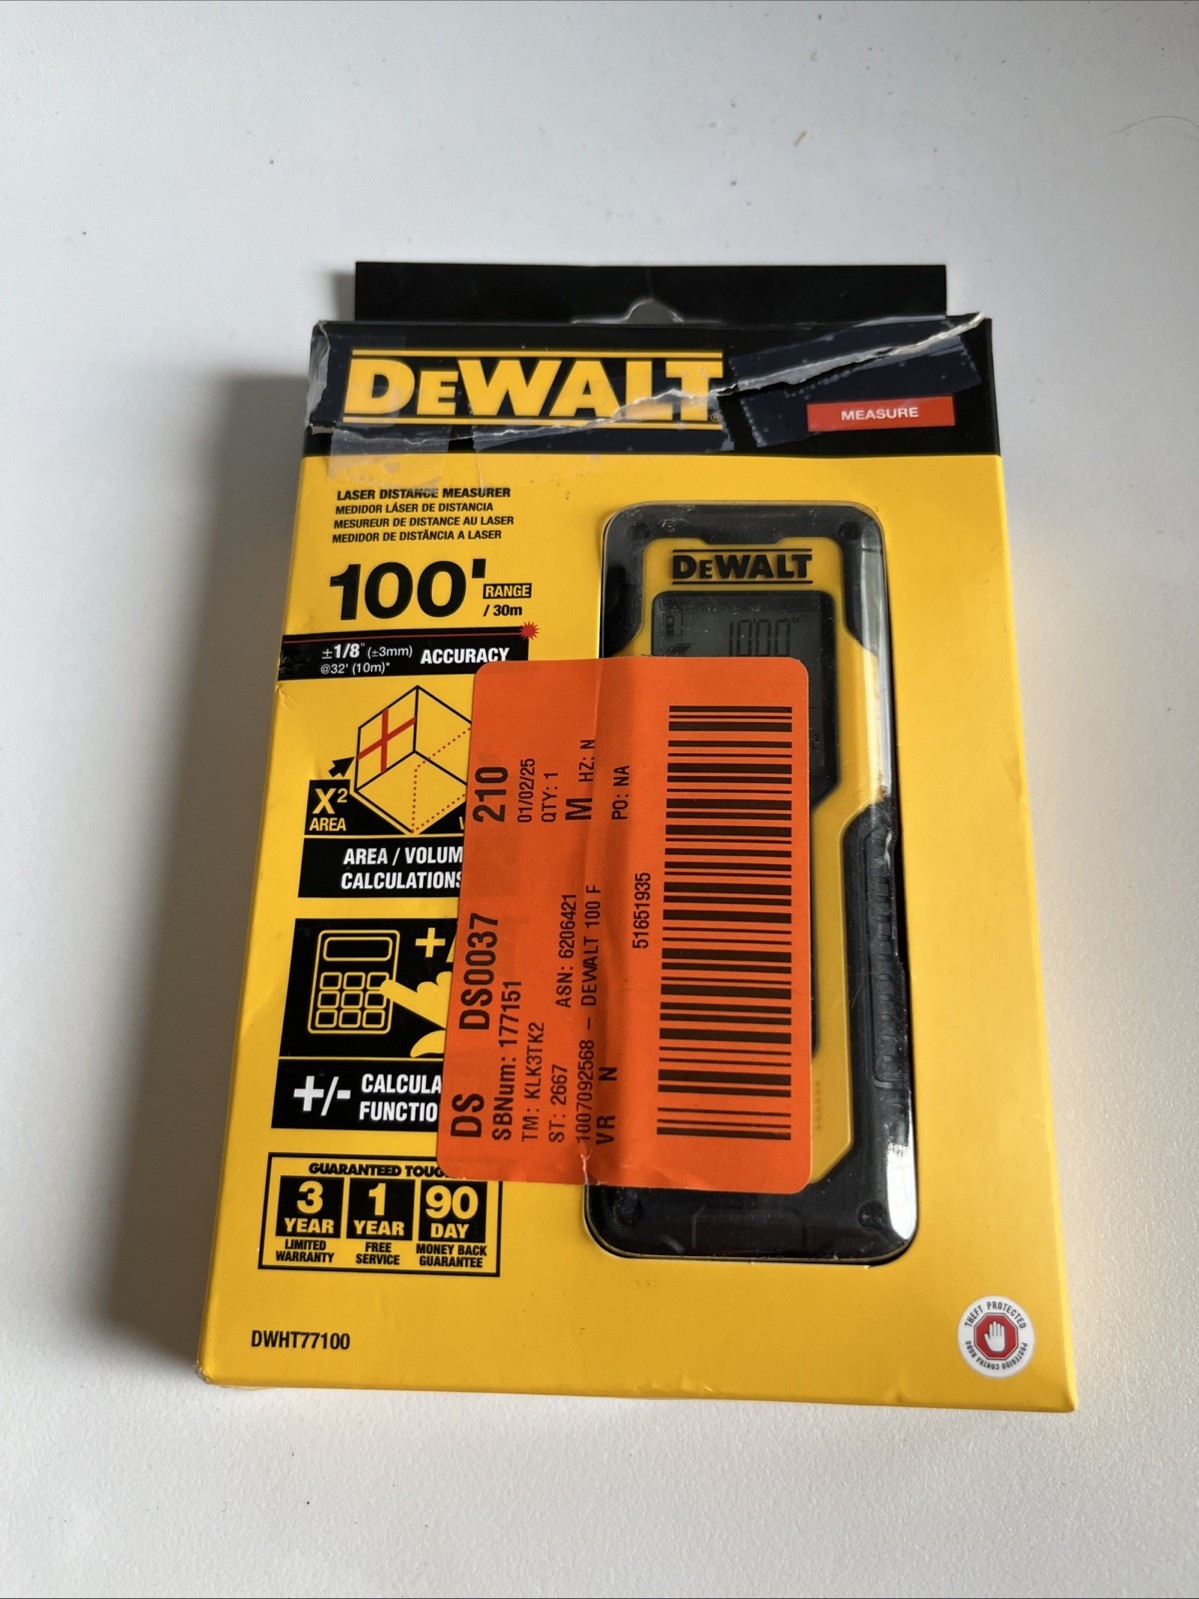 DEWALT®
MEASURE
LASER DISTANCE MEASURER
MEDIDOR LÁSER DE DISTANCIA
MESUREUR DE DISTANCE AU LASER
MEDIDOR DE DISTÂNCIA A LASER
100' RANGE
/ 30m
±1/8" (±3mm)
@32' (10m)*
ACCURACY
DEWALT
X²
AREA
AREA / VOLUM
CALCULATIONS
+/
+/- CALCULA
FUNCTIO
GUARANTEED TOUG
3 YEAR LIMITED WARRANTY
1 YEAR FREE SERVICE
90 DAY MONEY BACK GUARANTEE
DWHT77100
THEFT PROTECTED
PROTEGIDO CONTRA ROBO
DS DS0037 210
SBNum: 177151 01/02/25
TM: KLK3TK2 QTY: 1
ST: 2667 ASN: 6206421 M HZ: N
1007092568 - DEWALT 100 F
VR N PO: NA
51651935